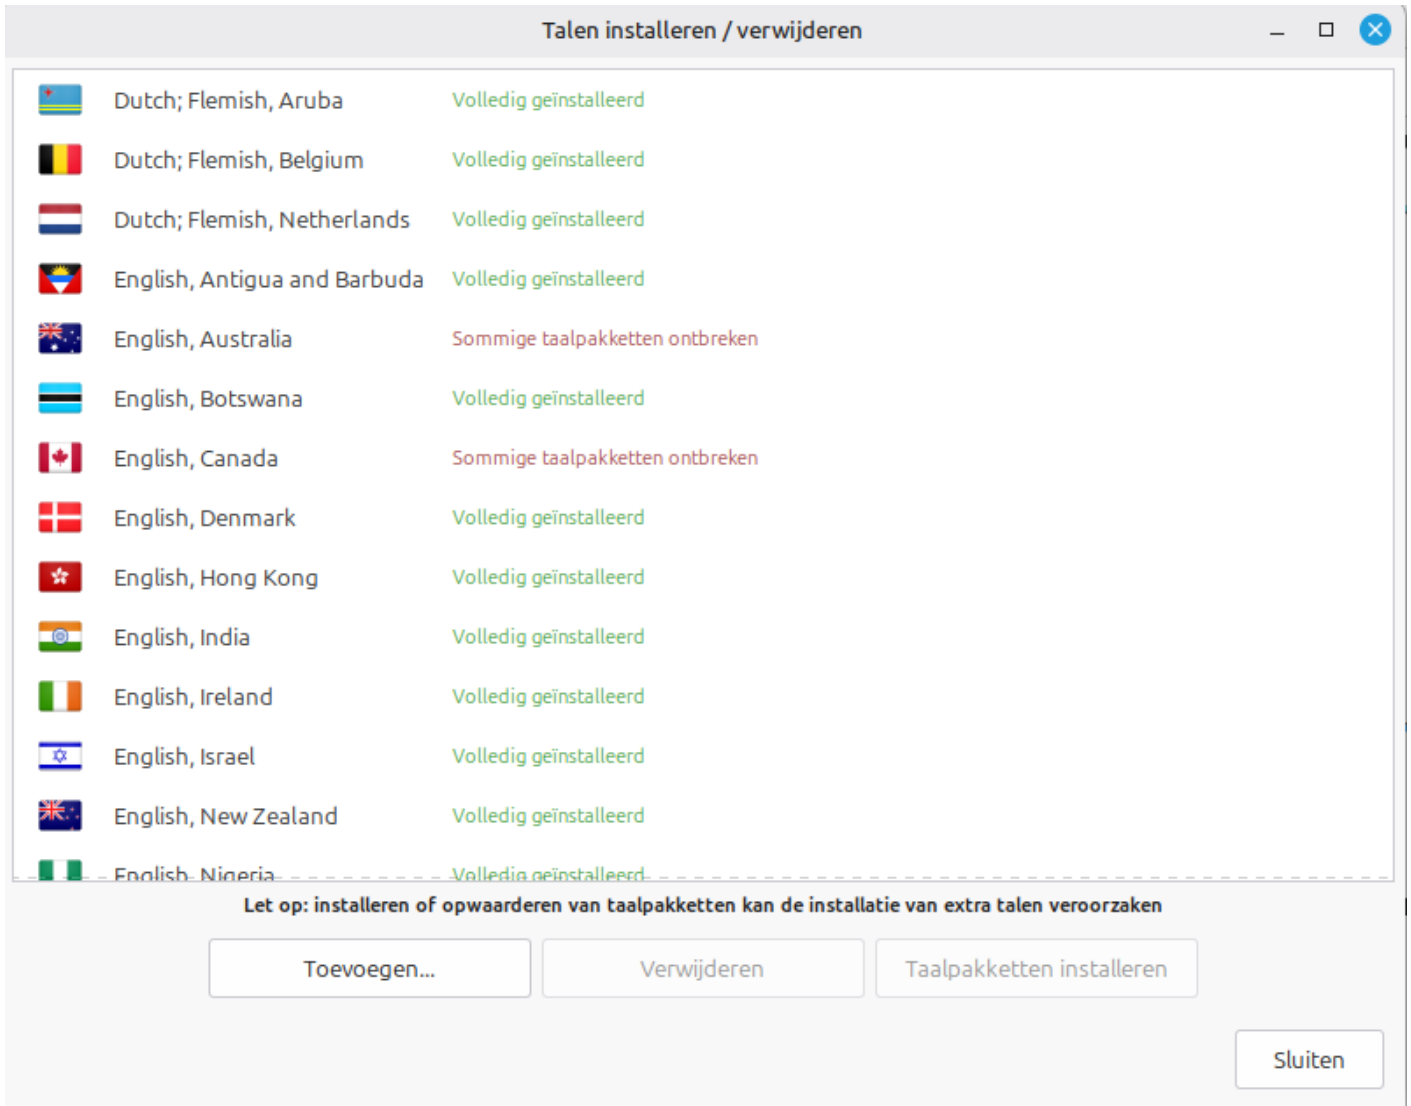 Talen installeren / verwijderen
Dutch; Flemish, Aruba Volledig geïnstalleerd
Dutch; Flemish, Belgium Volledig geïnstalleerd
Dutch; Flemish, Netherlands Volledig geïnstalleerd
English, Antigua and Barbuda Volledig geïnstalleerd
English, Australia Sommige taalpakketten ontbreken
English, Botswana Volledig geïnstalleerd
English, Canada Sommige taalpakketten ontbreken
English, Denmark Volledig geïnstalleerd
English, Hong Kong Volledig geïnstalleerd
English, India Volledig geïnstalleerd
English, Ireland Volledig geïnstalleerd
English, Israel Volledig geïnstalleerd
English, New Zealand Volledig geïnstalleerd
English, Nigeria Volledig geïnstalleerd
Let op: installeren of opwaarderen van taalpakketten kan de installatie van extra talen veroorzaken
Toevoegen... Verwijderen Taalpakketten installeren
Sluiten